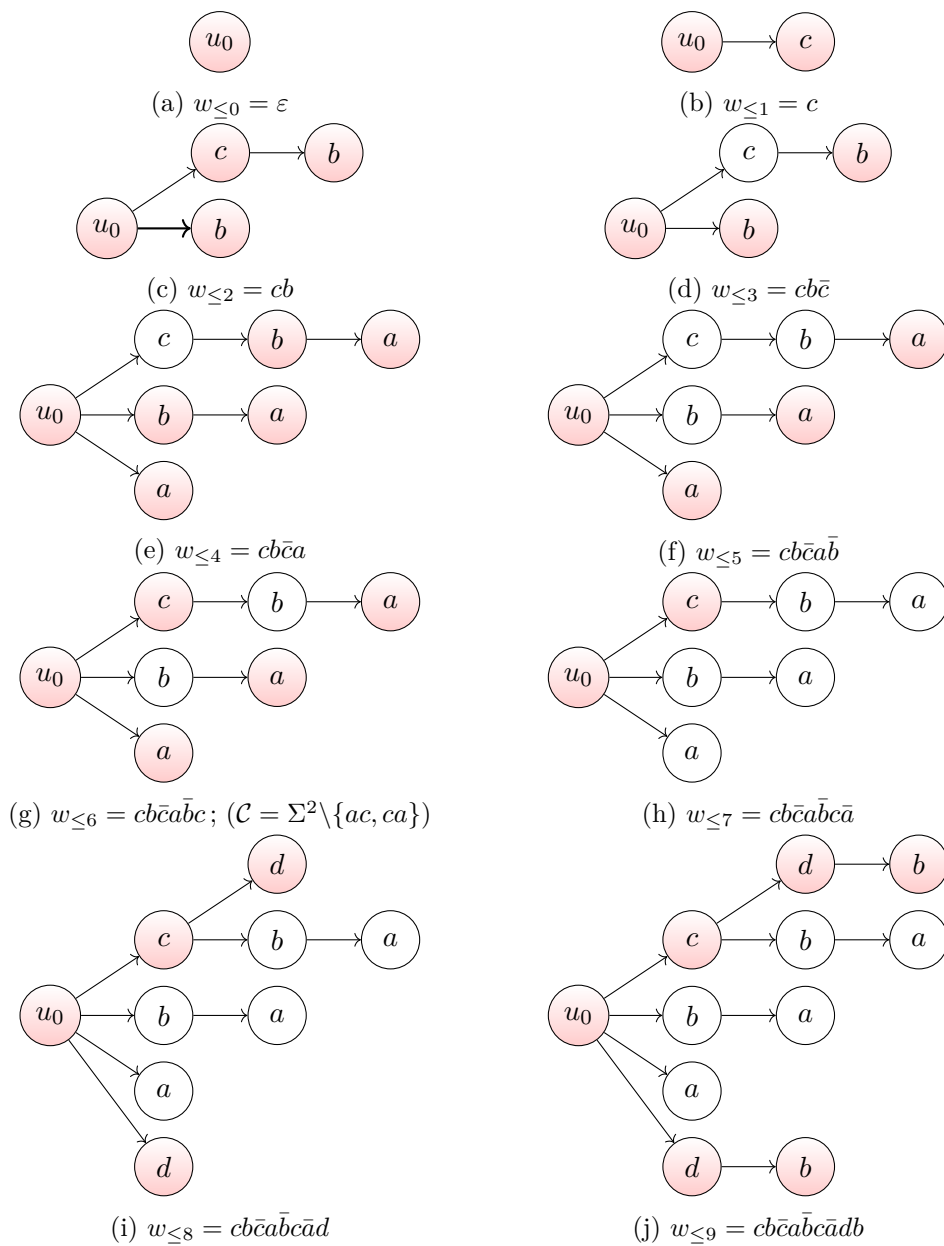 u₀
u₀ c
(a) w≤0 = ε
(b) w≤1 = c
c b
u₀ b
c b
u₀ b
(c) w≤2 = cb
(d) w≤3 = cbc̄
c b a
u₀ b a
a
c b a
u₀ b a
a
(e) w≤4 = cbc̄a
(f) w≤5 = cbc̄ab̄
c b a
u₀ b a
a
c b a
u₀ b a
a
(g) w≤6 = cbc̄ab̄c ; (𝒞 = Σ²\{ac, ca})
(h) w≤7 = cbc̄ab̄cā
d
c b a
u₀ b a
a
d
d b
c b a
u₀ b a
a
d b
(i) w≤8 = cbc̄ab̄cād
(j) w≤9 = cbc̄ab̄cādb